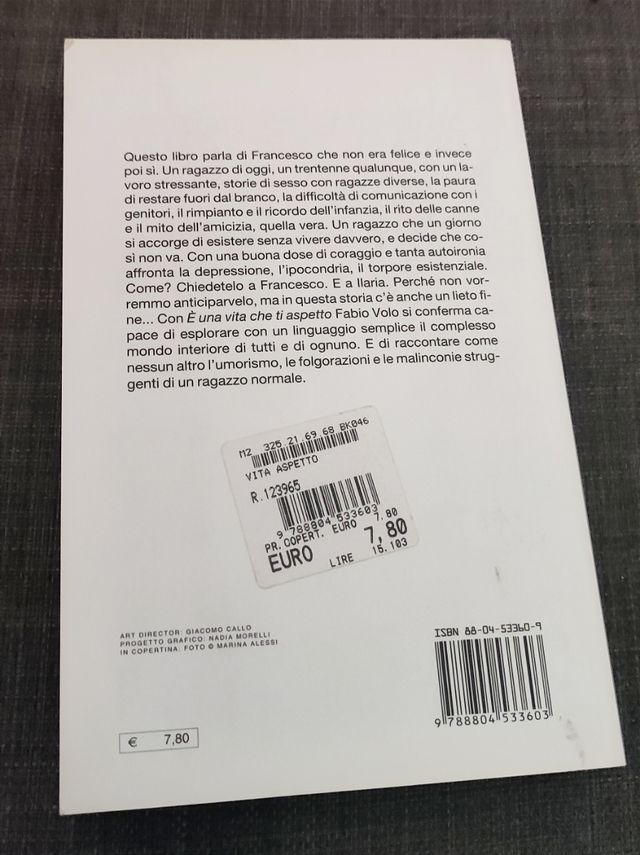 Questo libro parla di Francesco che non era felice e invece
poi sì. Un ragazzo di oggi, un trentenne qualunque, con un la-
voro stressante, storie di sesso con ragazze diverse, la paura
di restare fuori dal branco, la difficoltà di comunicazione con i
genitori, il rimpianto e il ricordo dell'infanzia, il rito delle canne
e il mito dell'amicizia, quella vera. Un ragazzo che un giorno
si accorge di esistere senza vivere davvero, e decide che co-
sì non va. Con una buona dose di coraggio e tanta autoironia
affronta la depressione, l'ipocondria, il torpore esistenziale.
Come? Chiedetelo a Francesco. E a Ilaria. Perché non vor-
remmo anticiparvelo, ma in questa storia c'è anche un lieto fi-
ne... Con È una vita che ti aspetto Fabio Volo si conferma ca-
pace di esplorare con un linguaggio semplice il complesso
mondo interiore di tutti e di ognuno. E di raccontare come
nessun altro l'umorismo, le folgorazioni e le malinconie strug-
genti di un ragazzo normale.
M2 325 21 69 68 BK046
VITA ASPETTO
R.123965
9 788804 533603
PR.COPERT. EURO 7.80
EURO 7,80
LIRE 15.103
ART DIRECTOR: GIACOMO CALLO
PROGETTO GRAFICO: NADIA MORELLI
IN COPERTINA: FOTO © MARINA ALESSI
ISBN 88-04-53360-9
9 788804 533603
€ 7,80